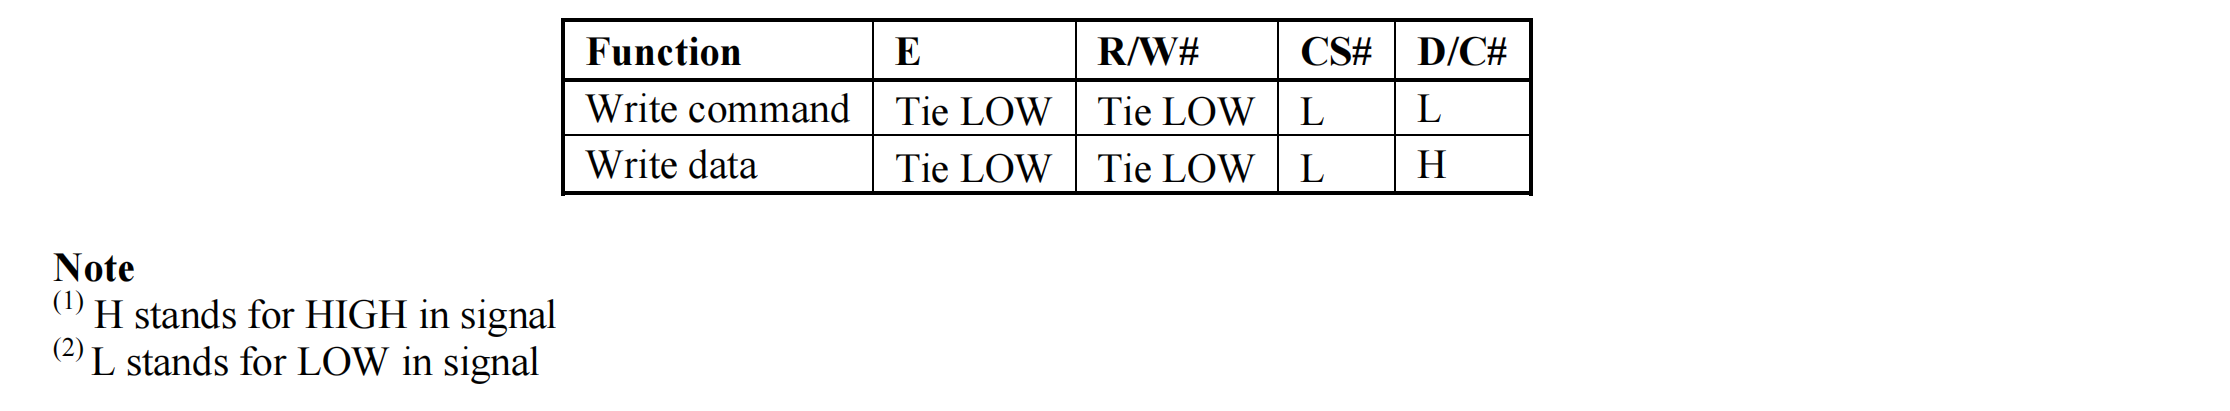 Function E R/W# CS# D/C#
Write command Tie LOW Tie LOW L L
Write data Tie LOW Tie LOW L H
Note
(1) H stands for HIGH in signal
(2) L stands for LOW in signal